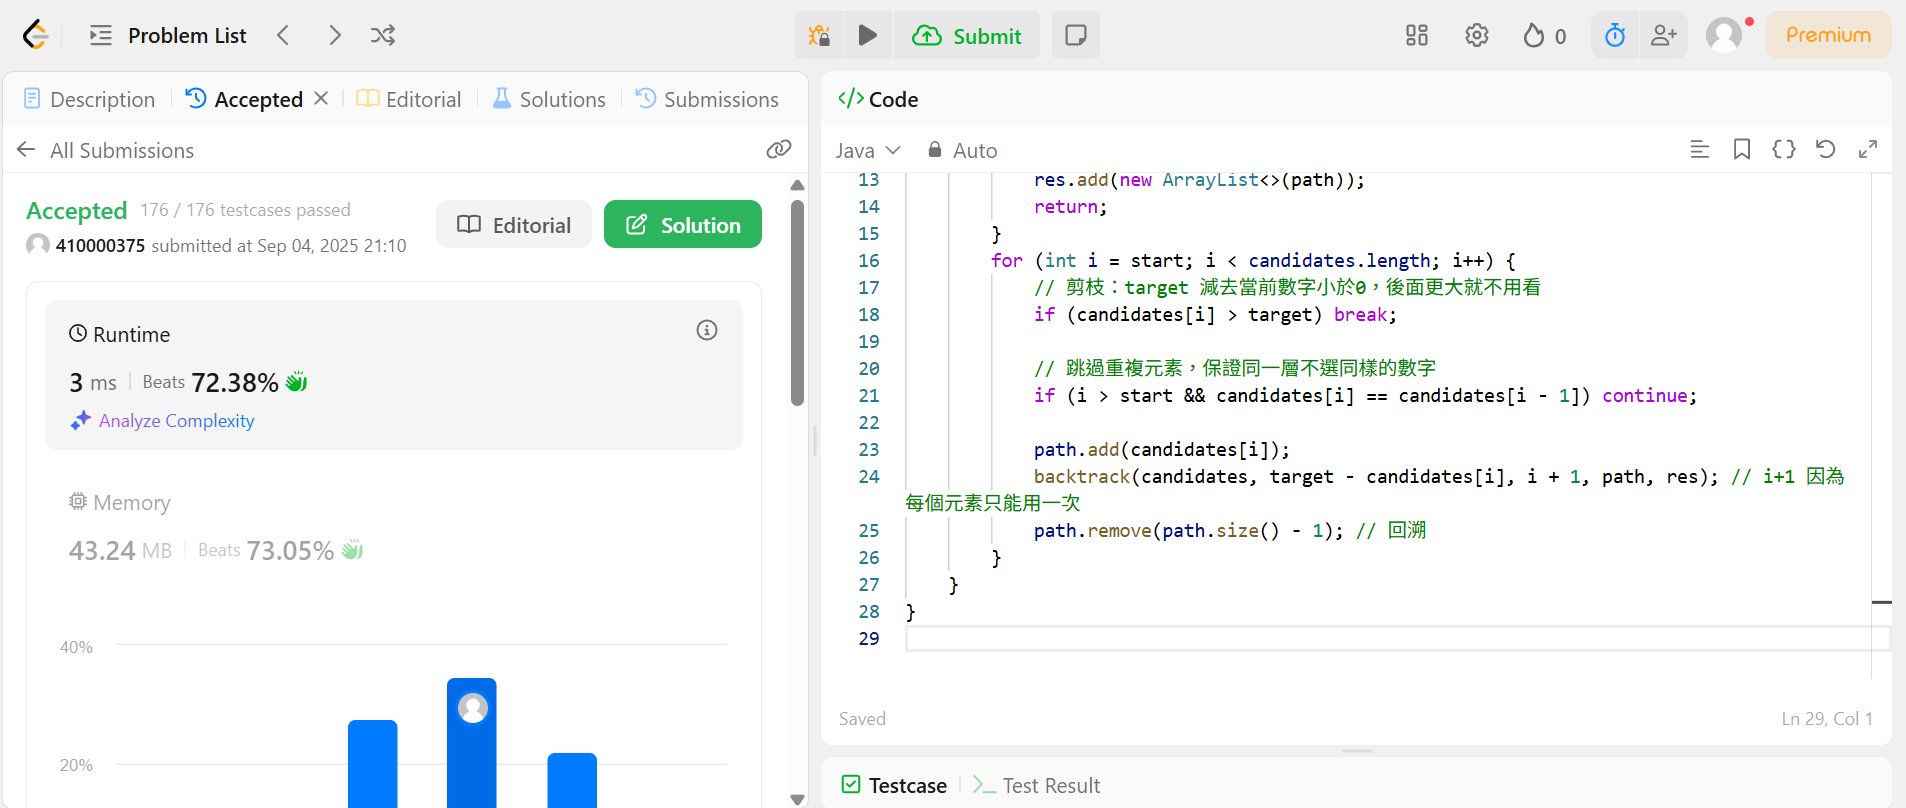 Problem List
Submit
0
Premium
Description
Accepted
Editorial
Solutions
Submissions
All Submissions
Accepted 176 / 176 testcases passed
410000375 submitted at Sep 04, 2025 21:10
Editorial
Solution
Runtime
3 ms Beats 72.38%
Analyze Complexity
Memory
43.24 MB Beats 73.05%
40%
20%
</> Code
Java
Auto
13 res.add(new ArrayList<>(path));
14 return;
15 }
16 for (int i = start; i < candidates.length; i++) {
17 // 剪枝：target 減去當前數字小於0，後面更大就不用看
18 if (candidates[i] > target) break;
19
20 // 跳過重複元素，保證同一層不選同樣的數字
21 if (i > start && candidates[i] == candidates[i - 1]) continue;
22
23 path.add(candidates[i]);
24 backtrack(candidates, target - candidates[i], i + 1, path, res); // i+1 因為
每個元素只能用一次
25 path.remove(path.size() - 1); // 回溯
26 }
27 }
28 }
29
Saved
Ln 29, Col 1
Testcase
Test Result